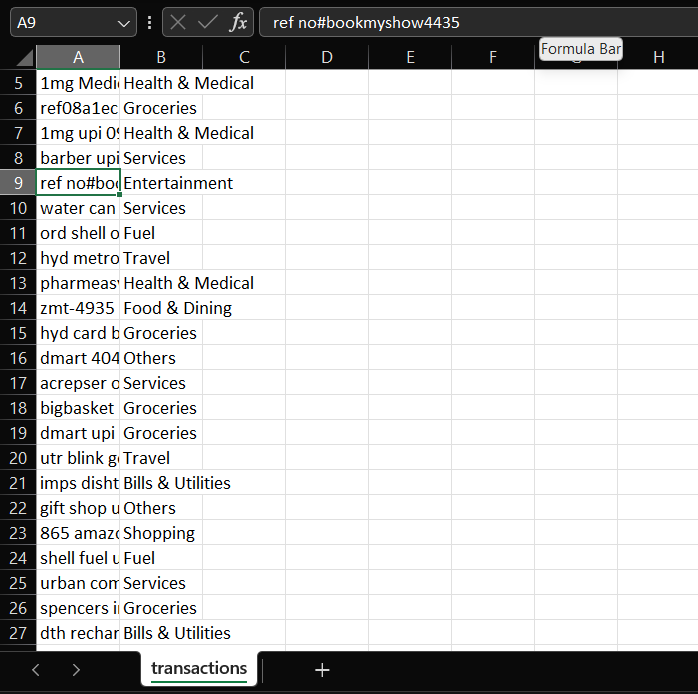 A9 fx ref no#bookmyshow4435
Formula Bar
A B C D E F H
5 1mg Medi Health & Medical
6 ref08a1ec Groceries
7 1mg upi 09 Health & Medical
8 barber upi Services
9 ref no#boo Entertainment
10 water can Services
11 ord shell o Fuel
12 hyd metro Travel
13 pharmeasy Health & Medical
14 zmt-4935 Food & Dining
15 hyd card b Groceries
16 dmart 404 Others
17 acrepser o Services
18 bigbasket Groceries
19 dmart upi Groceries
20 utr blink g Travel
21 imps disht Bills & Utilities
22 gift shop u Others
23 865 amazo Shopping
24 shell fuel u Fuel
25 urban com Services
26 spencers i Groceries
27 dth rechar Bills & Utilities
transactions